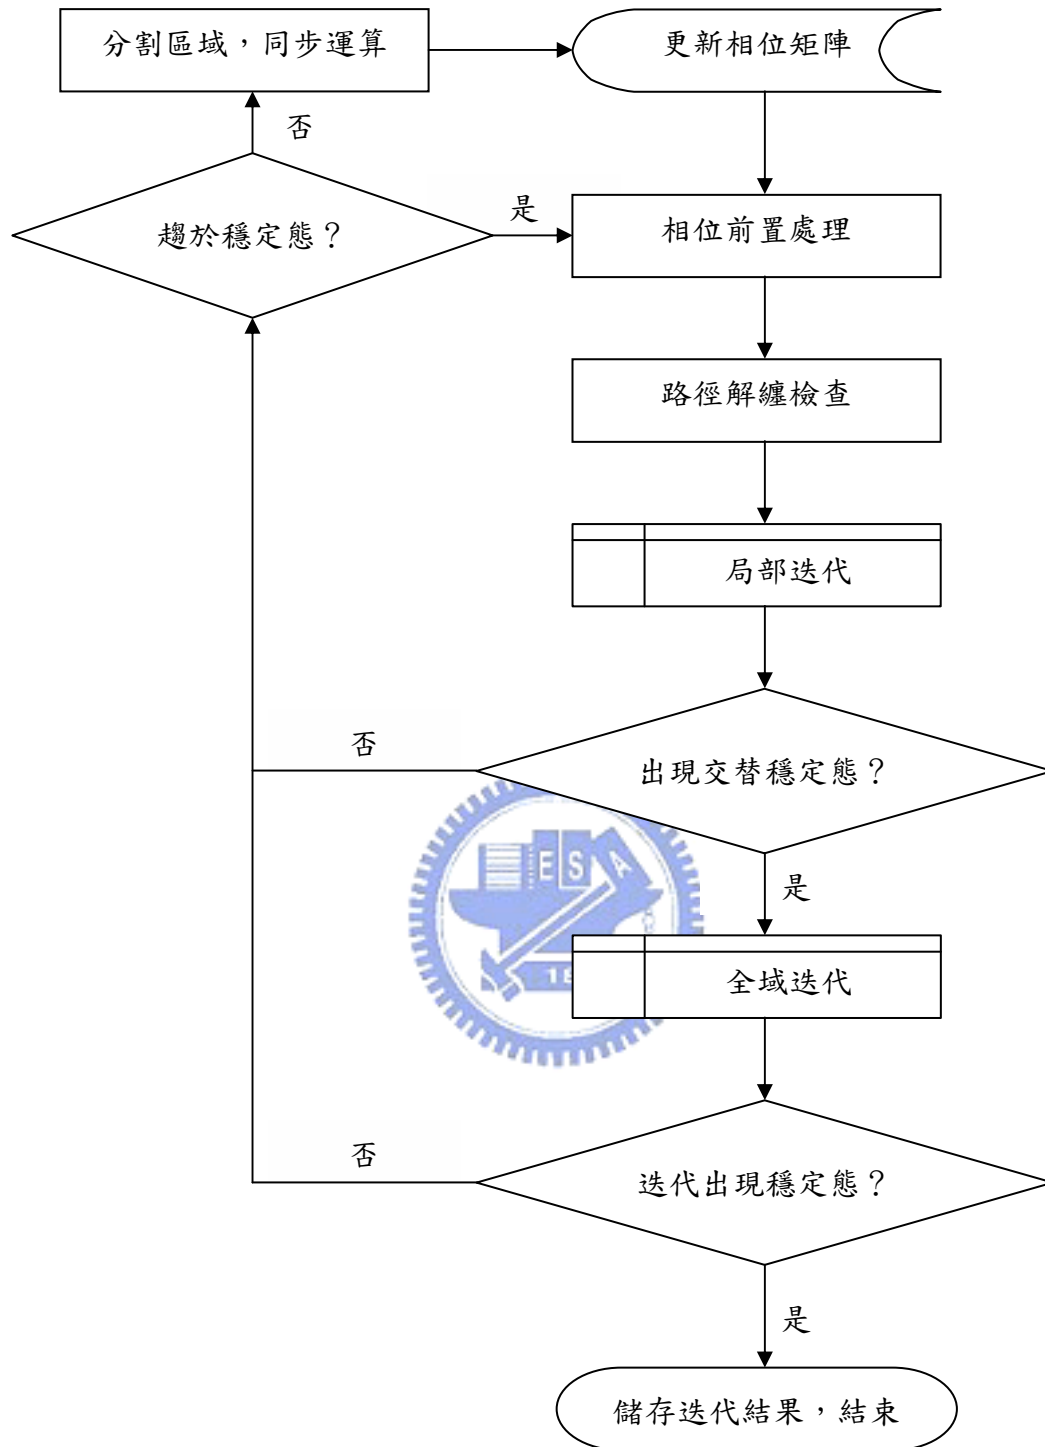 分割區域，同步運算
更新相位矩陣
否
趨於穩定態？
是
相位前置處理
路徑解纏檢查
局部迭代
否
出現交替穩定態？
ESA
是
全域迭代
否
迭代出現穩定態？
是
儲存迭代結果，結束